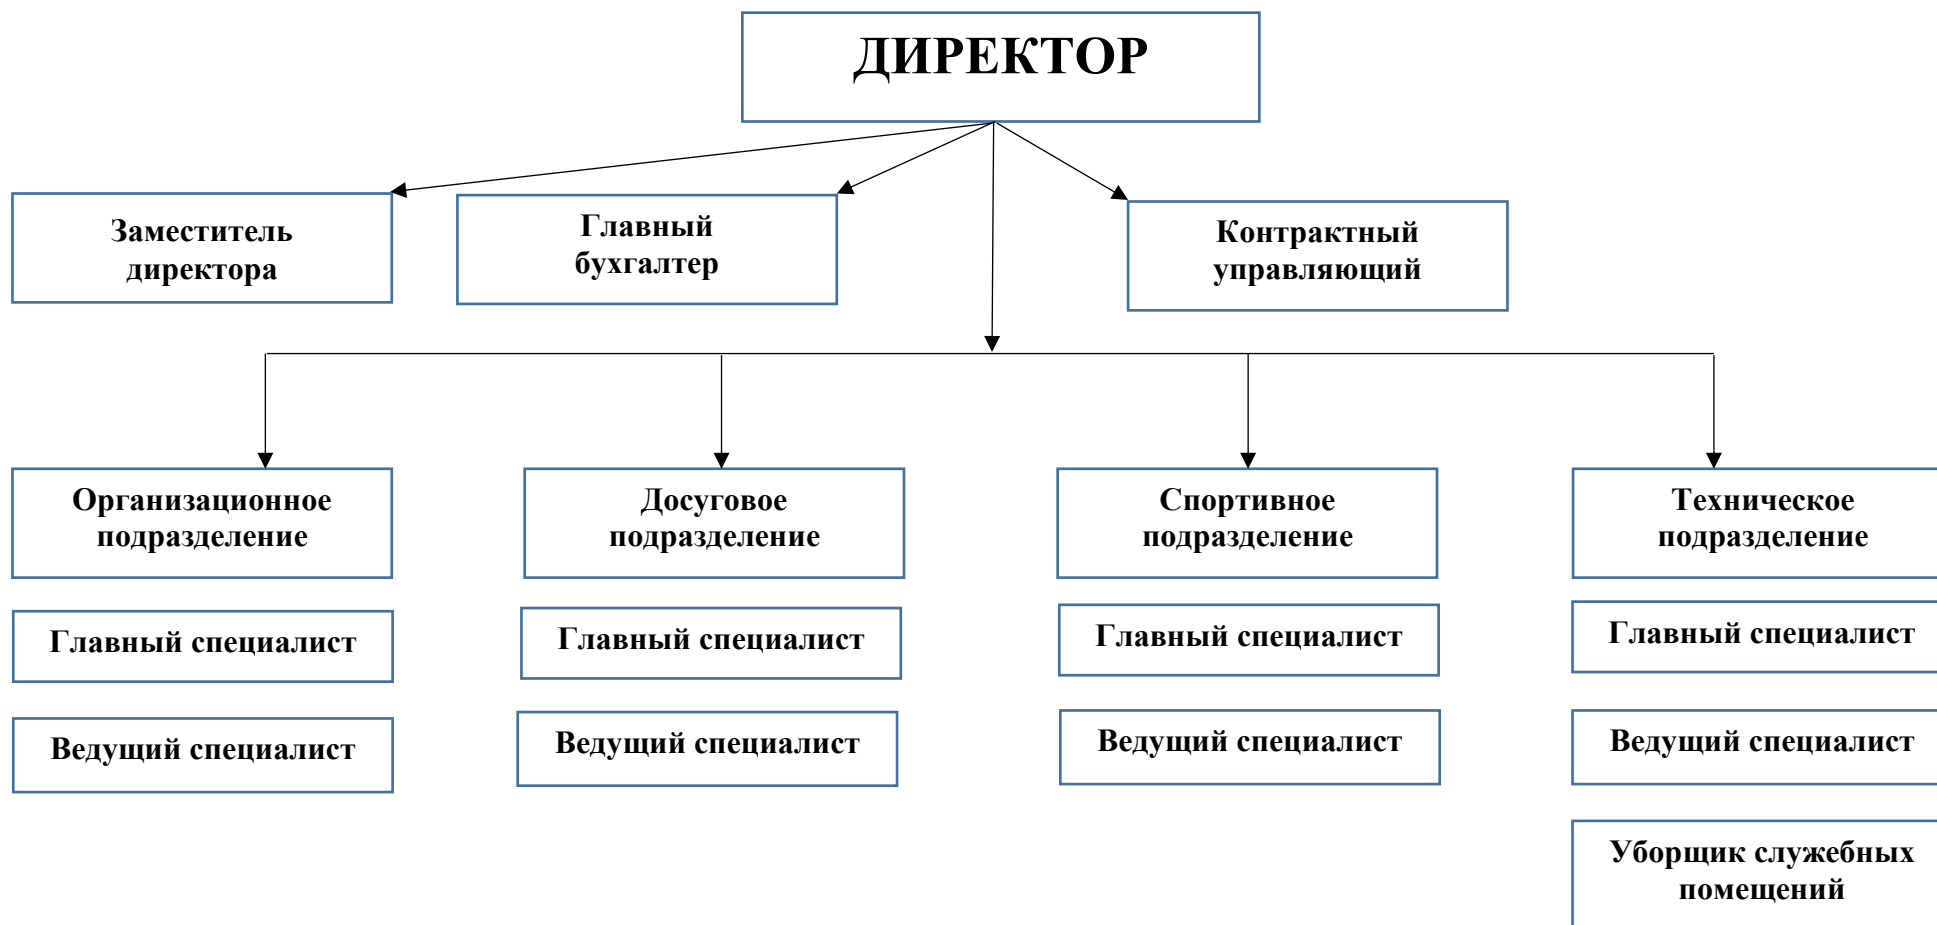 ДИРЕКТОР
Заместитель
директора
Главный
бухгалтер
Контрактный
управляющий
Организационное
подразделение
Досуговое
подразделение
Спортивное
подразделение
Техническое
подразделение
Главный специалист
Главный специалист
Главный специалист
Главный специалист
Ведущий специалист
Ведущий специалист
Ведущий специалист
Ведущий специалист
Уборщик служебных
помещений